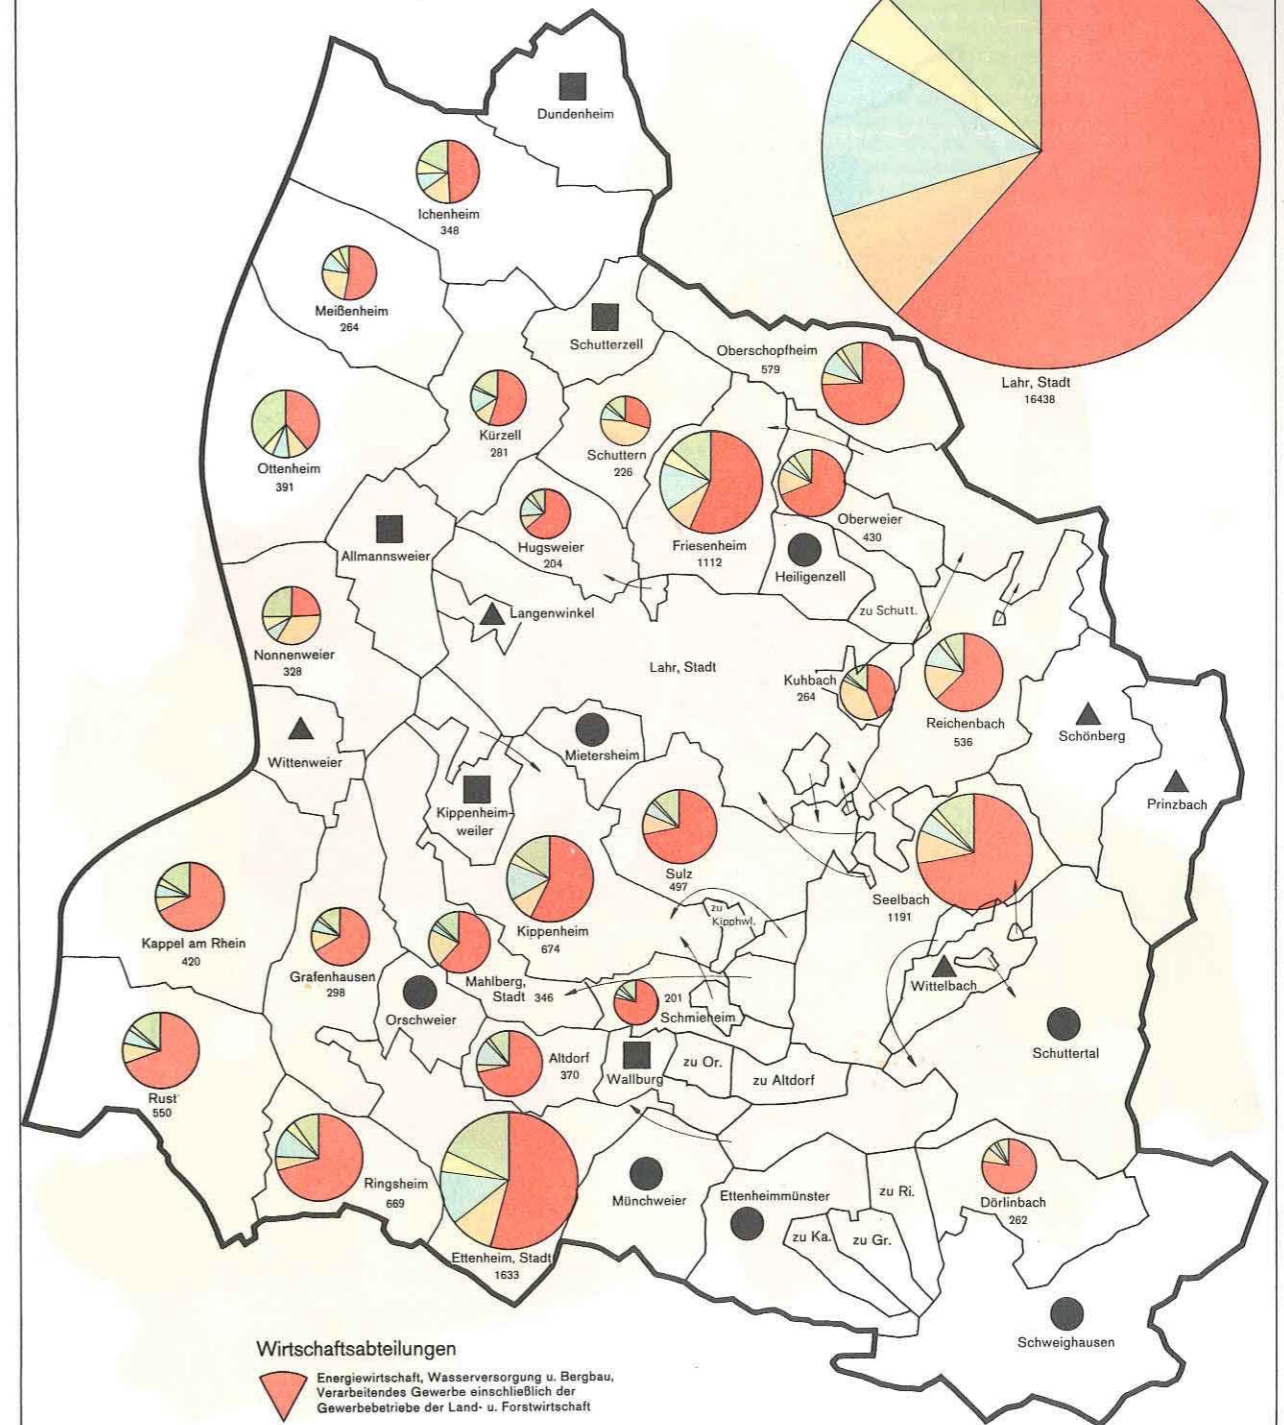 Dundenheim
Ichenheim
348
Meißenheim
264
Schutterzell
Oberschopfheim
579
Lahr, Stadt
16438
Kürzell
281
Schuttern
226
Ottenheim
391
Hugsweier
204
Friesenheim
1112
Oberweier
430
Allmannsweier
Heiligenzell
zu Schutt.
Langenwinkel
Nonnenweier
328
Lahr, Stadt
Kuhbach
264
Reichenbach
536
Schönberg
Wittenweier
Mietersheim
Prinzbach
Kippenheim-
weiler
Sulz
497
Seelbach
1191
zu
Kipphwl.
Kappel am Rhein
420
Kippenheim
674
Grafenhausen
298
Mahlberg,
Stadt 346
Orschweier
201
Schmieheim
Wittelbach
Schuttertal
Rust
550
Altdorf
370
Wallburg
zu Or.
zu Altdorf
Ringsheim
669
Ettenheim, Stadt
1633
Münchweier
Ettenheimmünster
zu Ri.
zu Ka.
zu Gr.
Dörlinbach
262
Schweighausen
Wirtschaftsabteilungen
Energiewirtschaft, Wasserversorgung u. Bergbau,
Verarbeitendes Gewerbe einschließlich der
Gewerbebetriebe der Land- u. Forstwirtschaft